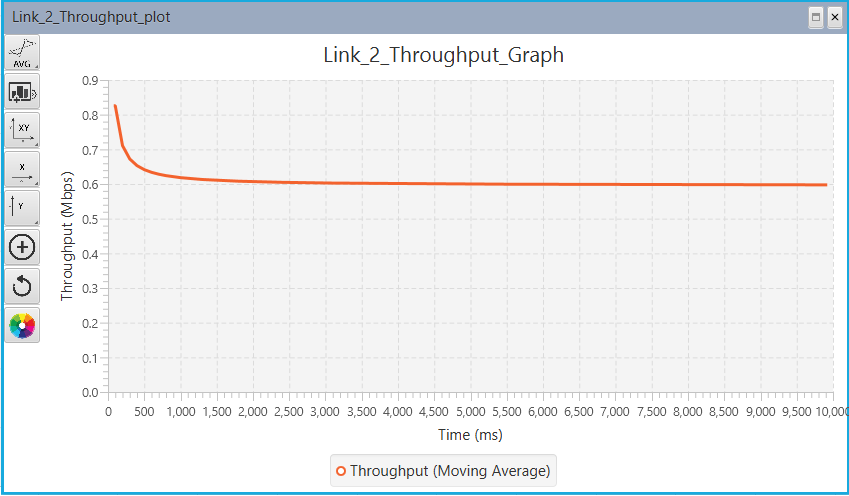 Link_2_Throughput_plot
AVG
XY
X
Y
Link_2_Throughput_Graph
Throughput (Mbps)
0.9
0.8
0.7
0.6
0.5
0.4
0.3
0.2
0.1
0.0
0 500 1,000 1,500 2,000 2,500 3,000 3,500 4,000 4,500 5,000 5,500 6,000 6,500 7,000 7,500 8,000 8,500 9,000 9,500 10,000
Time (ms)
Throughput (Moving Average)